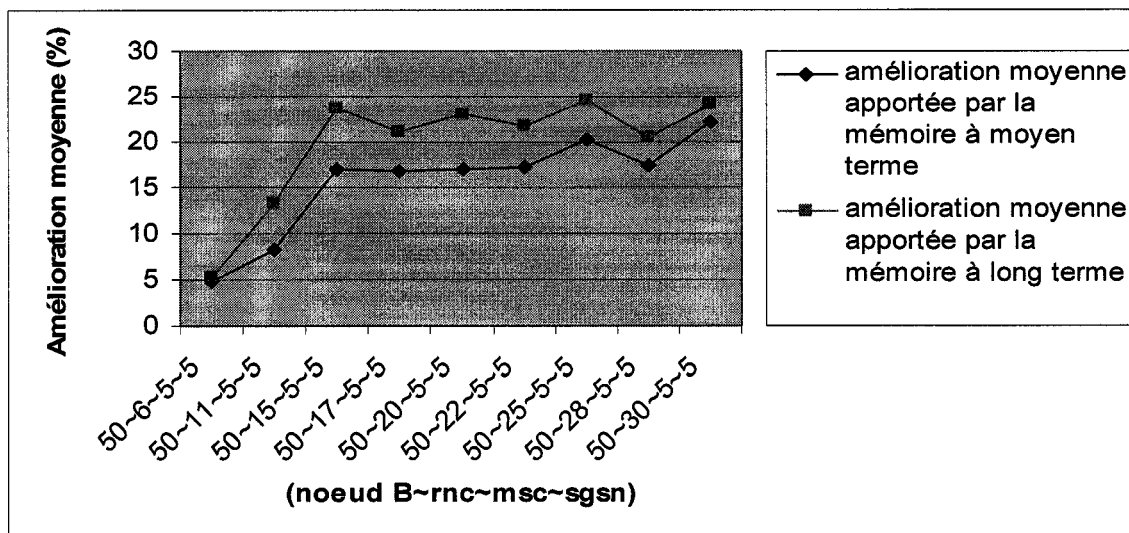 30
25
20
15
10
5
0
Amélioration moyenne (%)
50~6~5~5
50~11~5~5
50~15~5~5
50~17~5~5
50~20~5~5
50~22~5~5
50~25~5~5
50~28~5~5
50~30~5~5
(noeud B~rnc~msc~sgsn)
amélioration moyenne
apportée par la
mémoire à moyen
terme
amélioration moyenne
apportée par la
mémoire à long terme